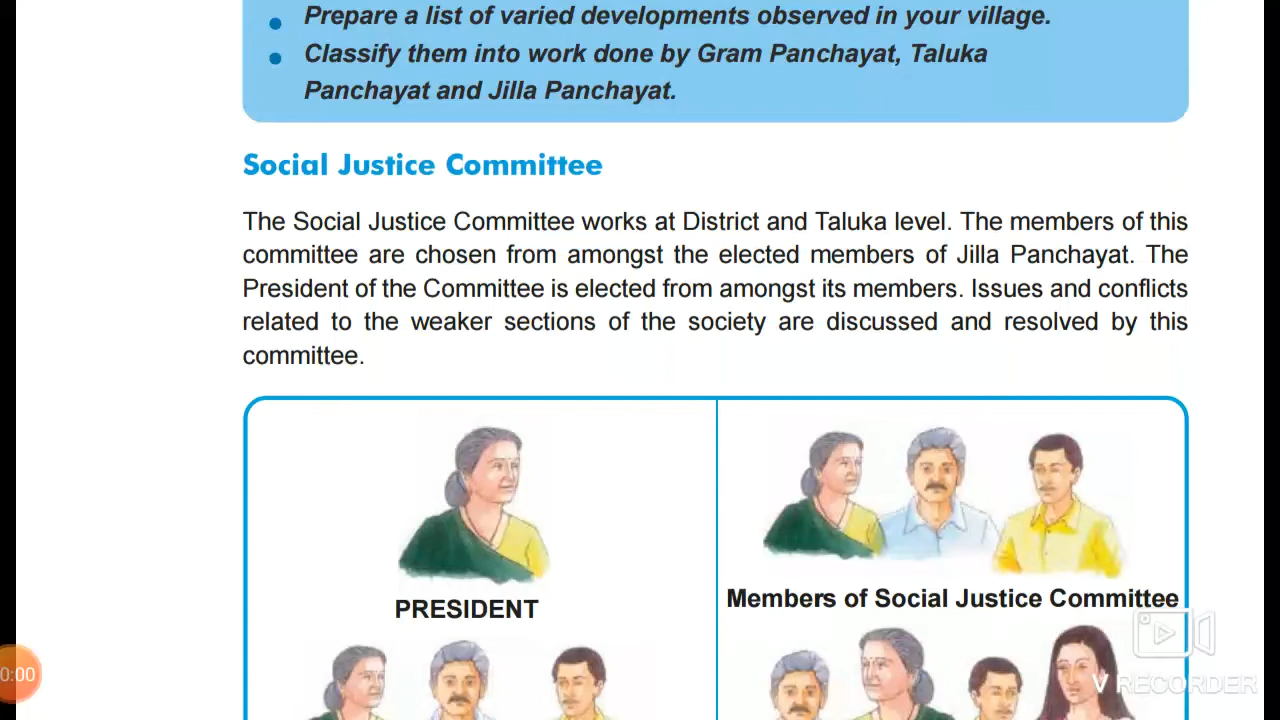 Prepare a list of varied developments observed in your village.
Classify them into work done by Gram Panchayat, Taluka
Panchayat and Jilla Panchayat.
Social Justice Committee
The Social Justice Committee works at District and Taluka level. The members of this
committee are chosen from amongst the elected members of Jilla Panchayat. The
President of the Committee is elected from amongst its members. Issues and conflicts
related to the weaker sections of the society are discussed and resolved by this
committee.
PRESIDENT
Members of Social Justice Committee
0:00
V RECORDER